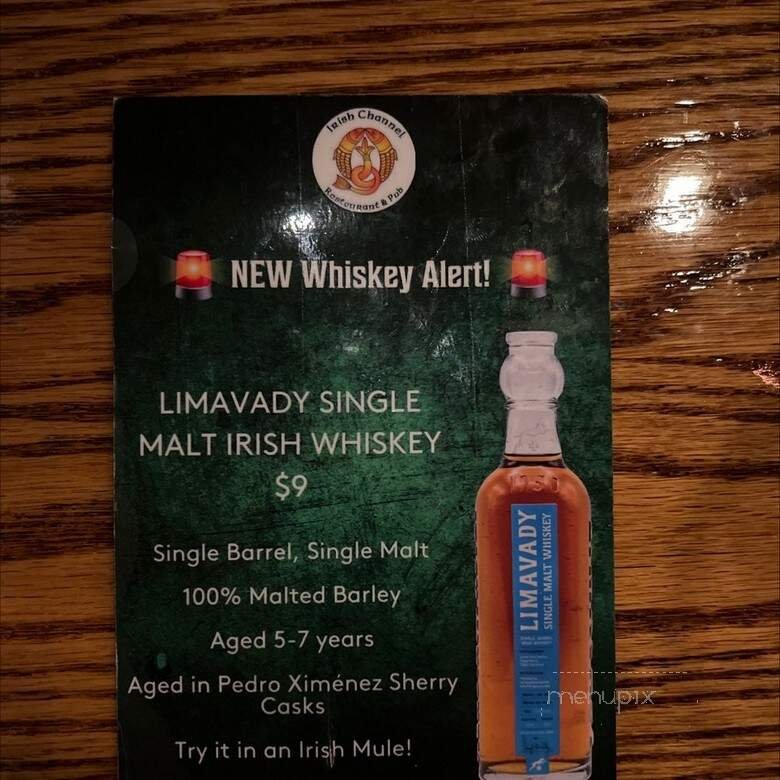 Irish Channel
Restaurant & Pub
NEW Whiskey Alert!
LIMAVADY SINGLE
MALT IRISH WHISKEY
$9
Single Barrel, Single Malt
100% Malted Barley
Aged 5-7 years
Aged in Pedro Ximénez Sherry
Casks
Try it in an Irish Mule!
1750
LIMAVADY
SINGLE MALT WHISKEY
menupix